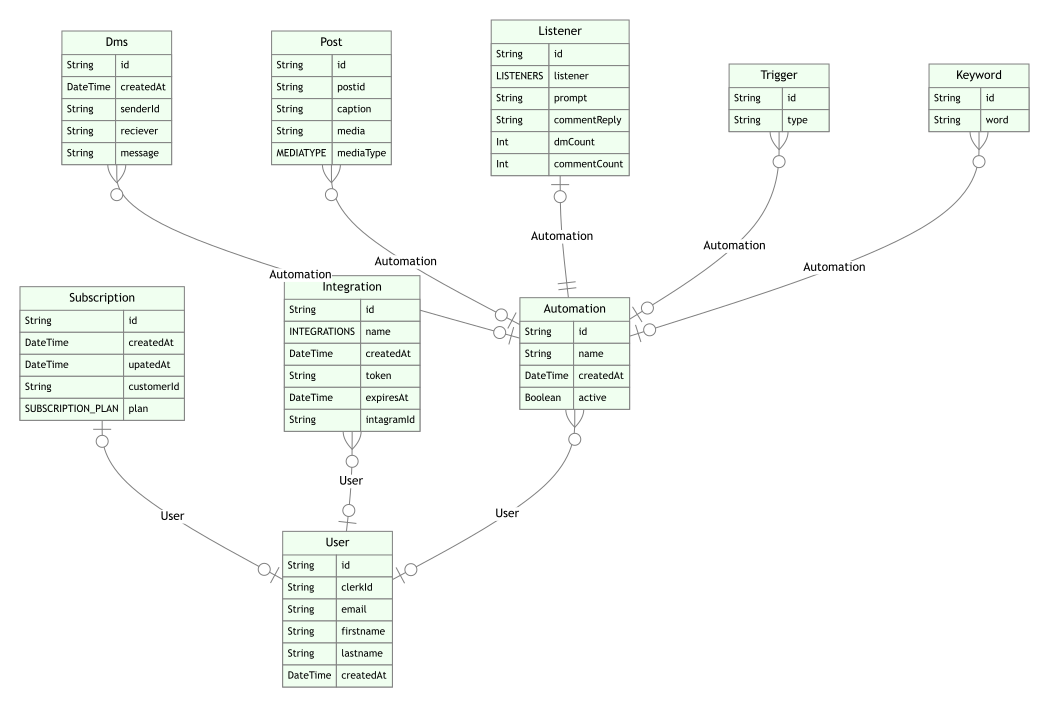 Dms
String id
DateTime createdAt
String senderId
String reciever
String message
Post
String id
String postid
String caption
String media
MEDIATYPE mediaType
Listener
String id
LISTENERS listener
String prompt
String commentReply
Int dmCount
Int commentCount
Trigger
String id
String type
Keyword
String id
String word
Automation
Automation
Automation
Automation
Automation
Subscription
String id
DateTime createdAt
DateTime upatedAt
String customerId
SUBSCRIPTION_PLAN plan
Integration
String id
INTEGRATIONS name
DateTime createdAt
String token
DateTime expiresAt
String intagramId
Automation
String id
String name
DateTime createdAt
Boolean active
User
User
User
User
String id
String clerkId
String email
String firstname
String lastname
DateTime createdAt